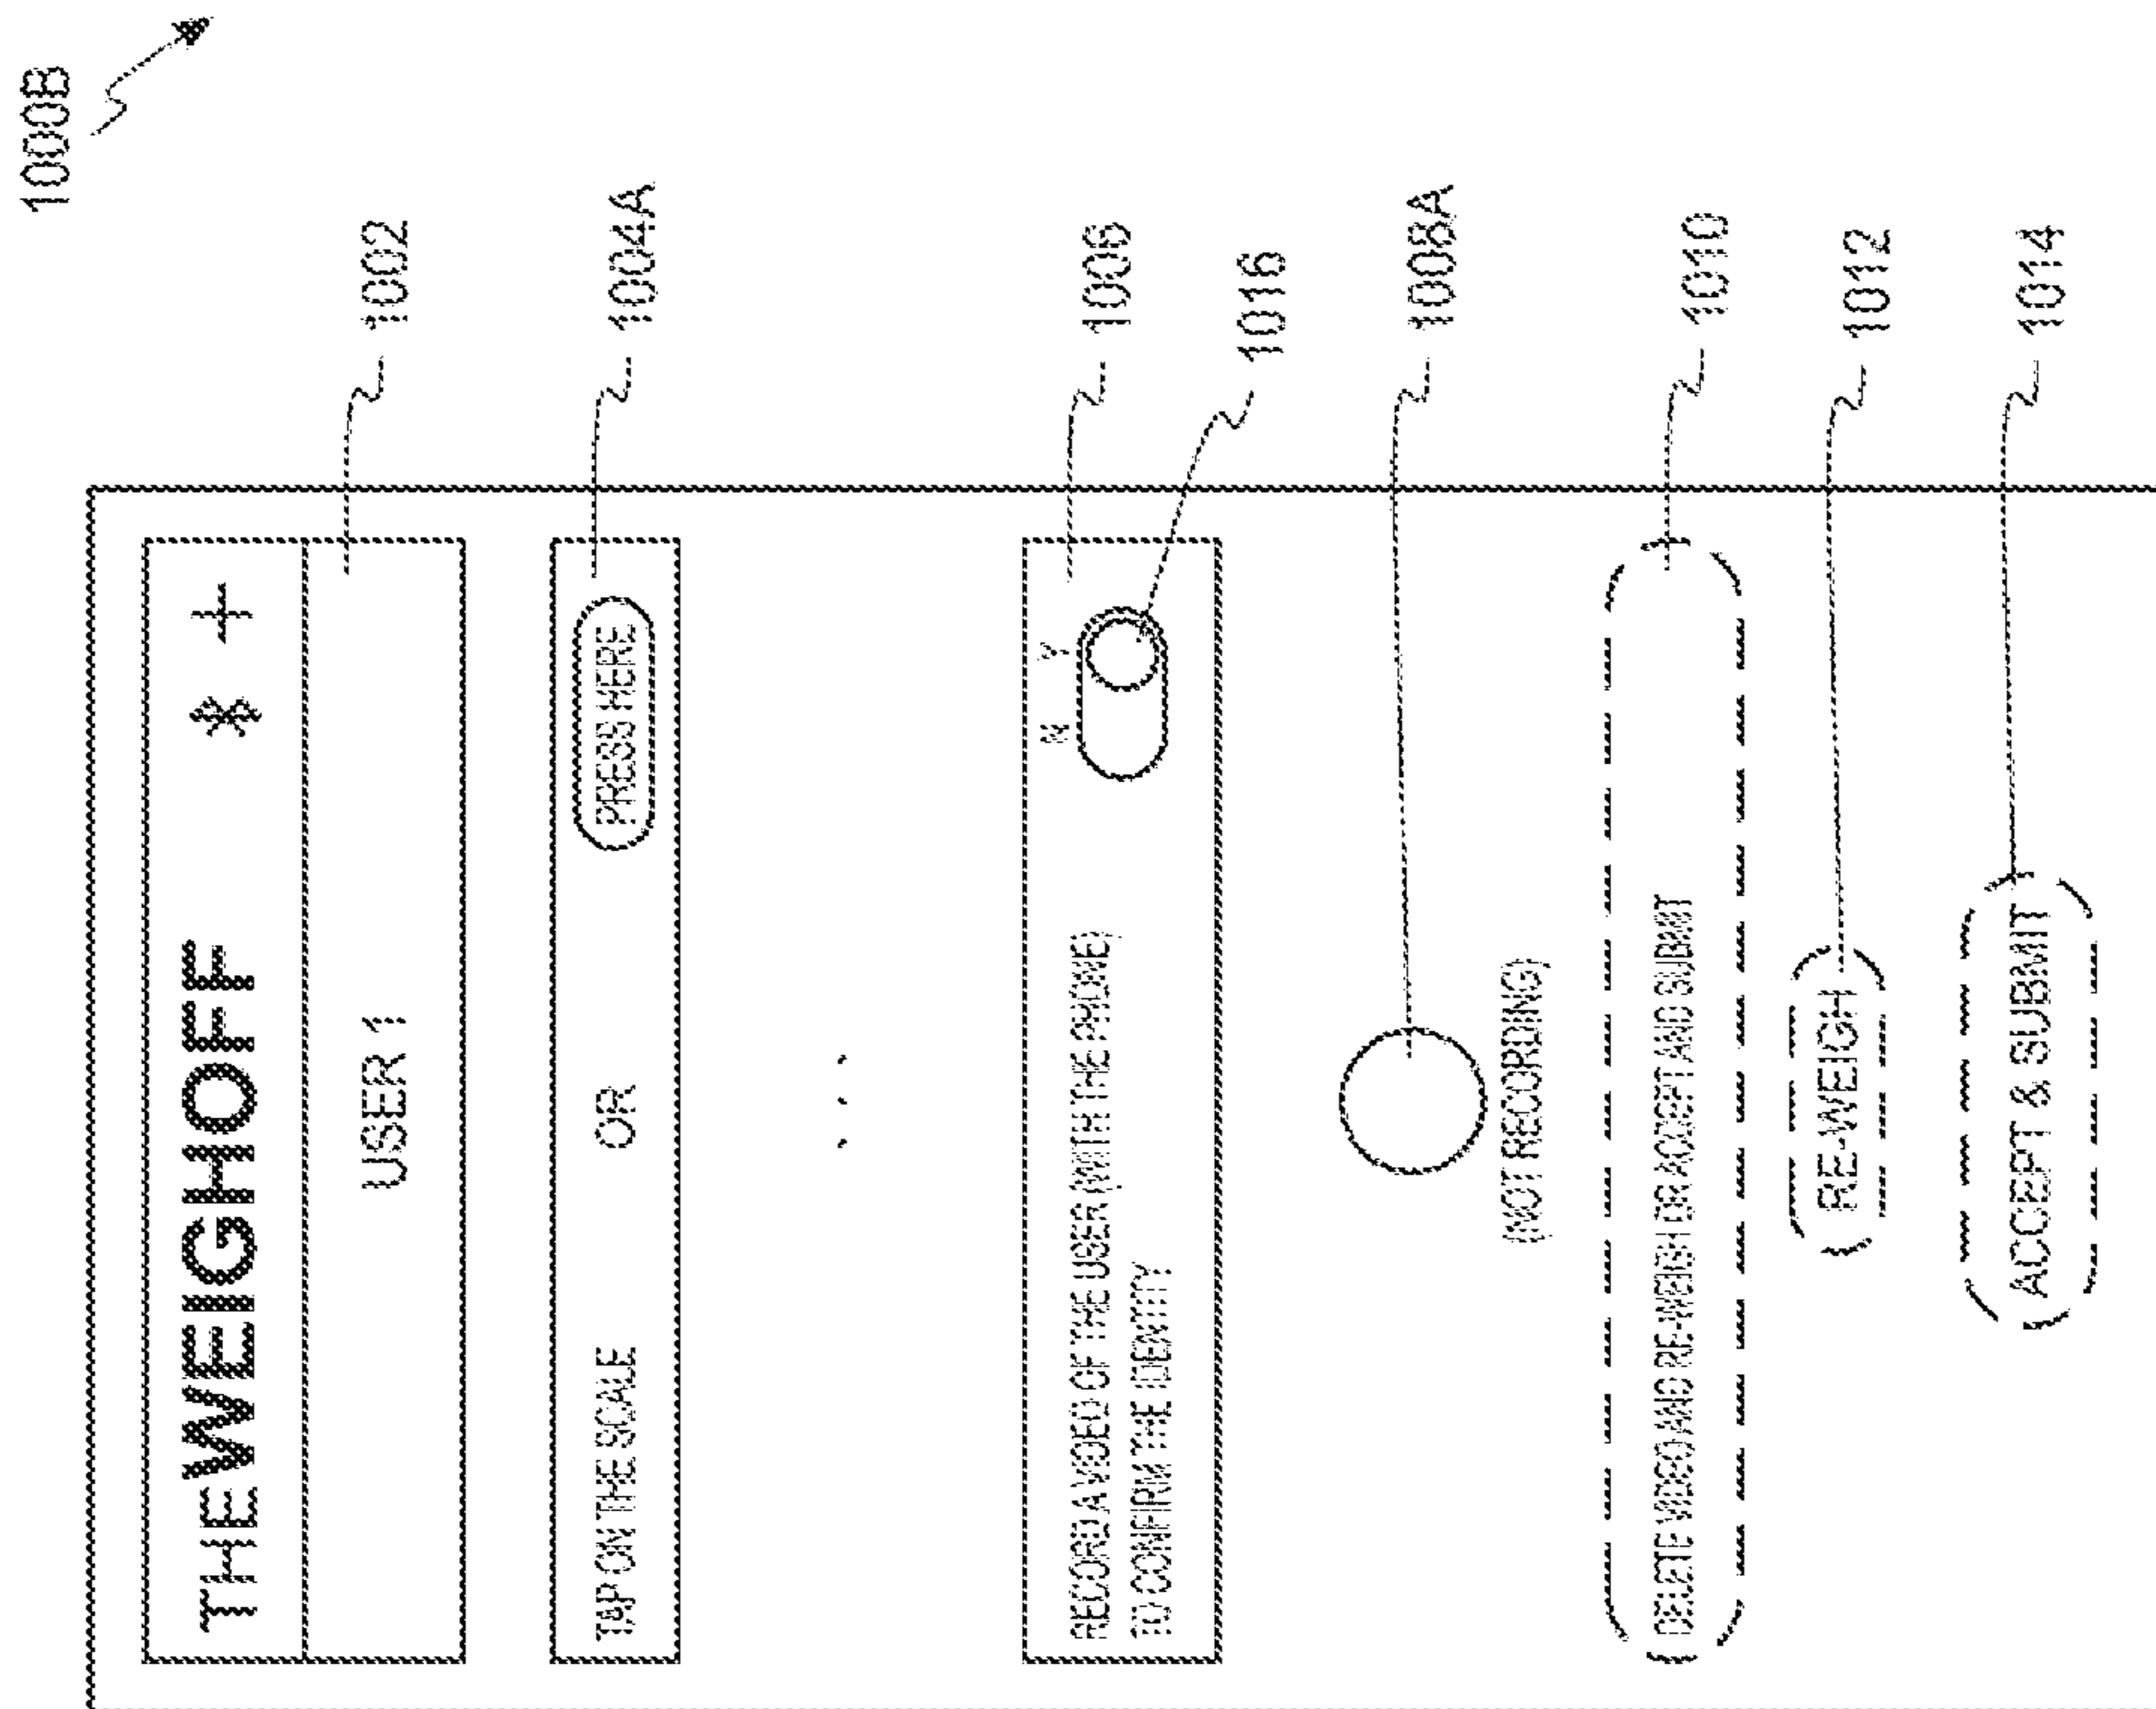 1000B
THE WEIGHOFF * +
USER 1
1002
TAP ON THE SCALE OR PRESS HERE
1004A
. . .
RECORD A VIDEO OF THE USER (WITH THE PHONE)
TO CONFIRM THE IDENTITY
N Y
1006
1016
1008A
(NOT RECORDING)
DELETE VIDEO AND RE-WEIGH OR ACCEPT AND SUBMIT
1010
RE-WEIGH
1012
ACCEPT & SUBMIT
1014